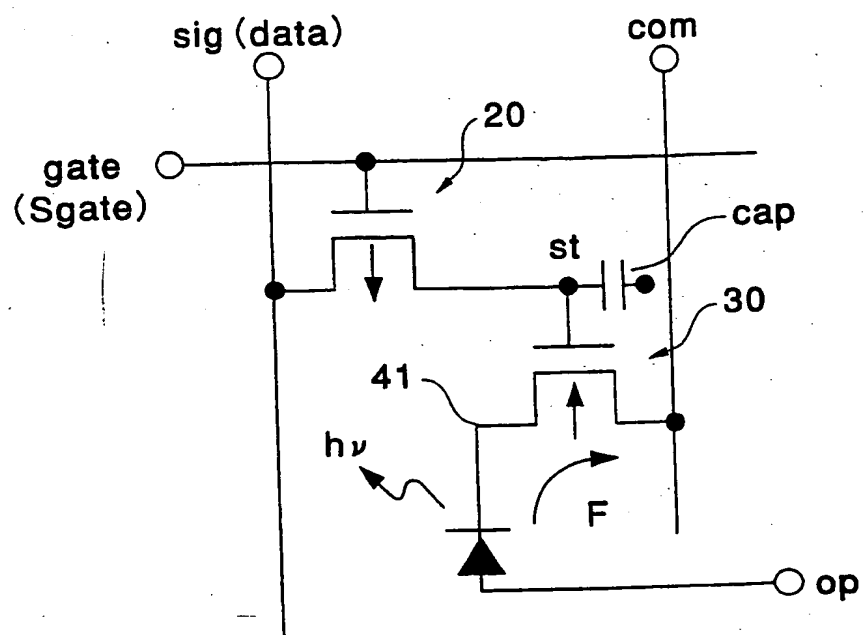 sig (data)
com
20
gate
(Sgate)
cap
st
30
41
hν
F
op